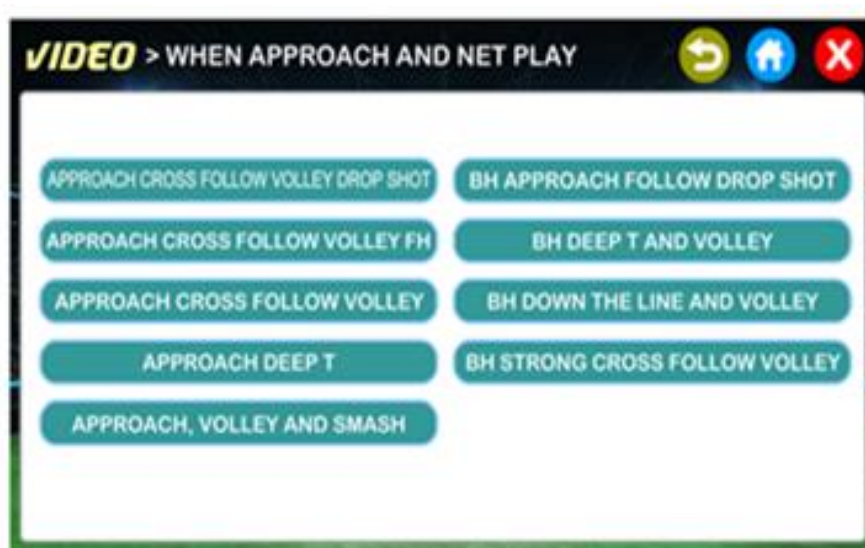 VIDEO > WHEN APPROACH AND NET PLAY
APPROACH CROSS FOLLOW VOLLEY DROP SHOT
APPROACH CROSS FOLLOW VOLLEY FH
APPROACH CROSS FOLLOW VOLLEY
APPROACH DEEP T
APPROACH, VOLLEY AND SMASH
BH APPROACH FOLLOW DROP SHOT
BH DEEP T AND VOLLEY
BH DOWN THE LINE AND VOLLEY
BH STRONG CROSS FOLLOW VOLLEY